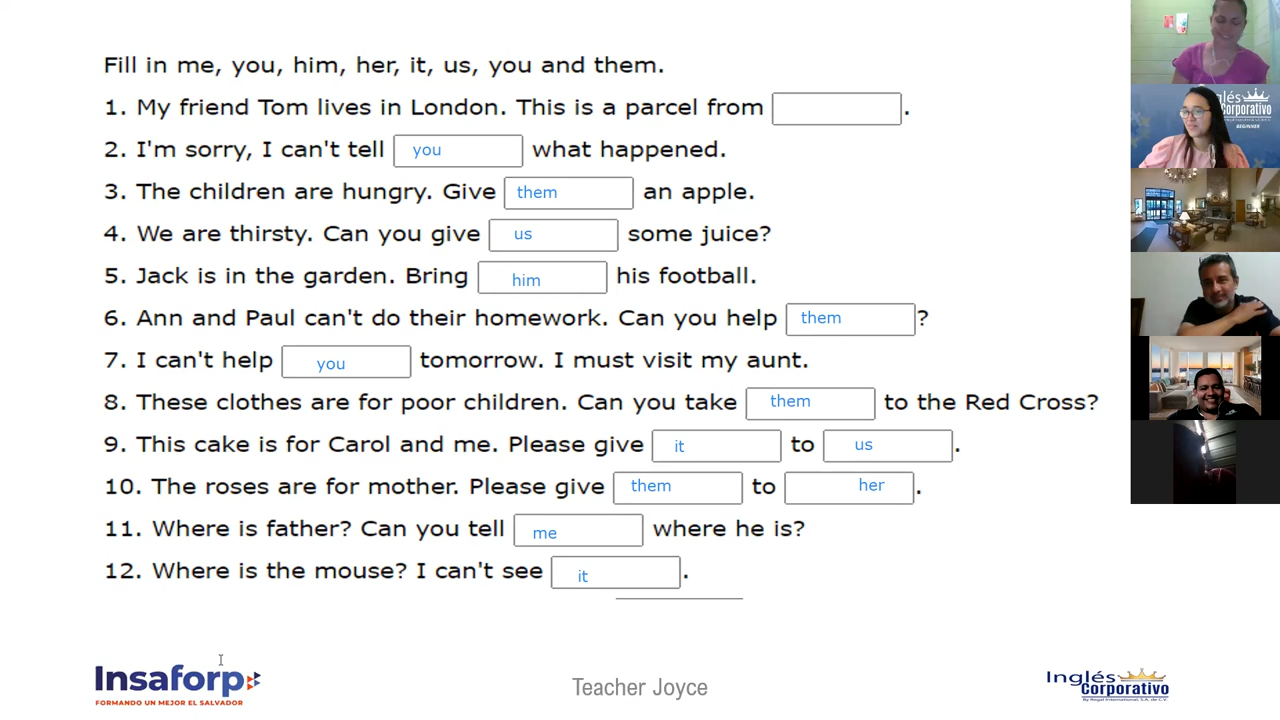 Fill in me, you, him, her, it, us, you and them.
1. My friend Tom lives in London. This is a parcel from .
2. I'm sorry, I can't tell you what happened.
3. The children are hungry. Give them an apple.
4. We are thirsty. Can you give us some juice?
5. Jack is in the garden. Bring him his football.
6. Ann and Paul can't do their homework. Can you help them ?
7. I can't help you tomorrow. I must visit my aunt.
8. These clothes are for poor children. Can you take them to the Red Cross?
9. This cake is for Carol and me. Please give it to us .
10. The roses are for mother. Please give them to her .
11. Where is father? Can you tell me where he is?
12. Where is the mouse? I can't see it .
Insaforp
FORMANDO UN MEJOR EL SALVADOR
Teacher Joyce
Inglés
Corporativo
By Regal International, S.A. de C.V.
glés
Corporativo
BEGINNER